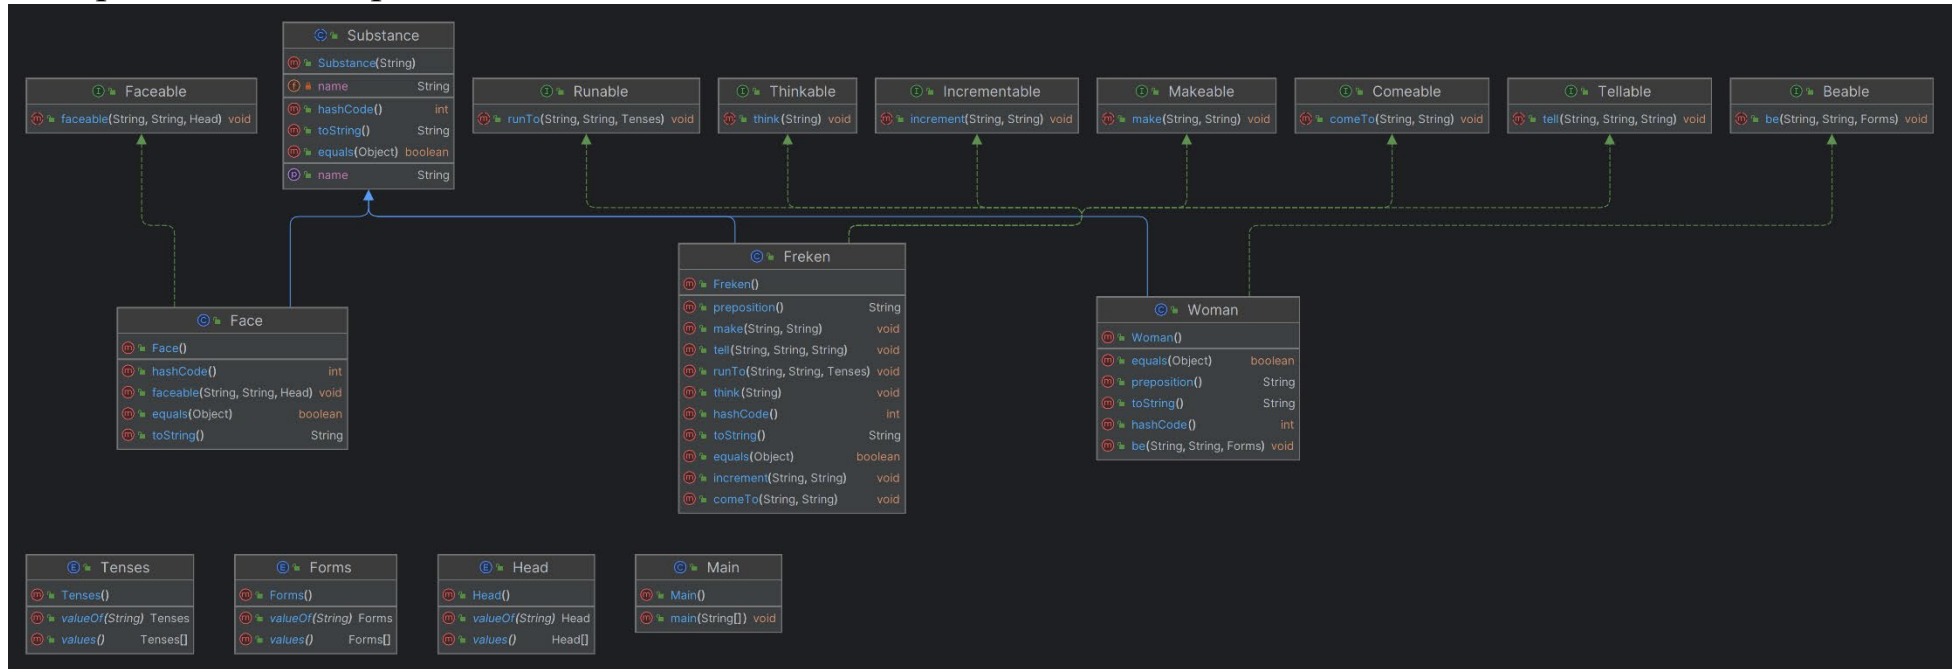 Substance
Substance(String)
name String
hashCode() int
toString() String
equals(Object) boolean
name String
Faceable
faceable(String, String, Head) void
Runable
runTo(String, String, Tenses) void
Thinkable
think(String) void
Incrementable
increment(String, String) void
Makeable
make(String, String) void
Comeable
comeTo(String, String) void
Tellable
tell(String, String, String) void
Beable
be(String, String, Forms) void
Face
Face()
hashCode() int
faceable(String, String, Head) void
equals(Object) boolean
toString() String
Freken
Freken()
preposition() String
make(String, String) void
tell(String, String, String) void
runTo(String, String, Tenses) void
think(String) void
hashCode() int
toString() String
equals(Object) boolean
increment(String, String) void
comeTo(String, String) void
Woman
Woman()
equals(Object) boolean
preposition() String
toString() String
hashCode() int
be(String, String, Forms) void
Tenses
Tenses()
valueOf(String) Tenses
values() Tenses[]
Forms
Forms()
valueOf(String) Forms
values() Forms[]
Head
Head()
valueOf(String) Head
values() Head[]
Main
Main()
main(String[]) void